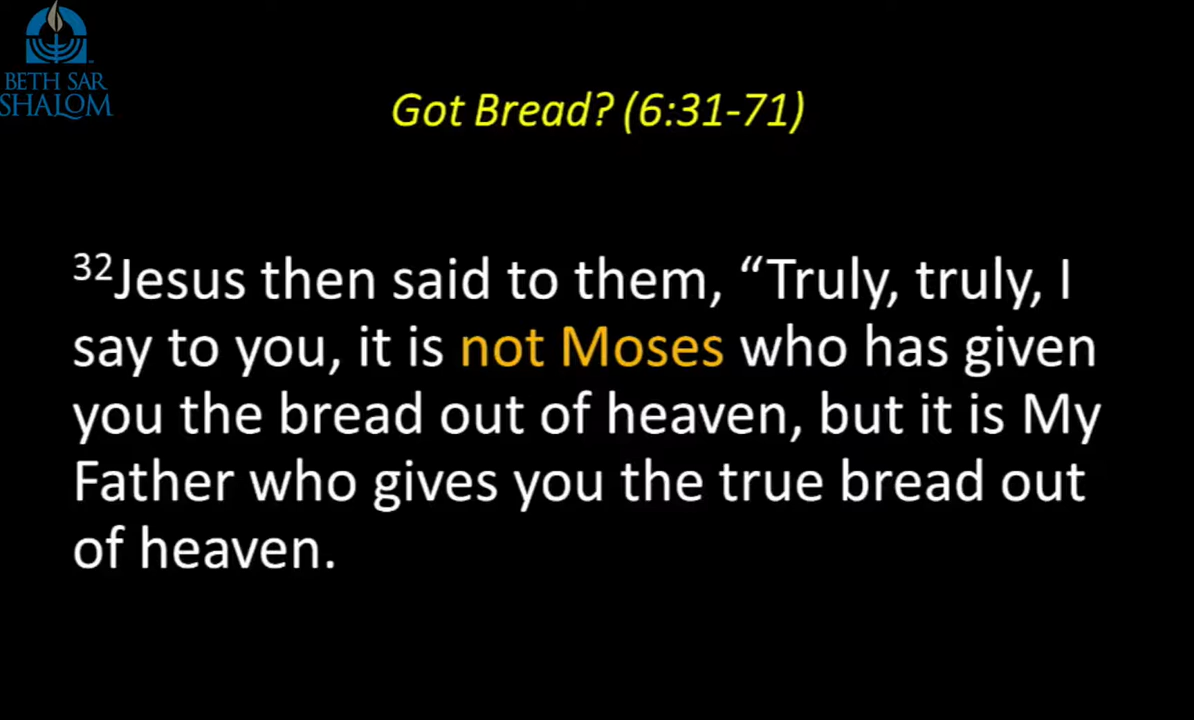 BETH SAR
SHALOM
Got Bread? (6:31-71)
32Jesus then said to them, “Truly, truly, I
say to you, it is not Moses who has given
you the bread out of heaven, but it is My
Father who gives you the true bread out
of heaven.